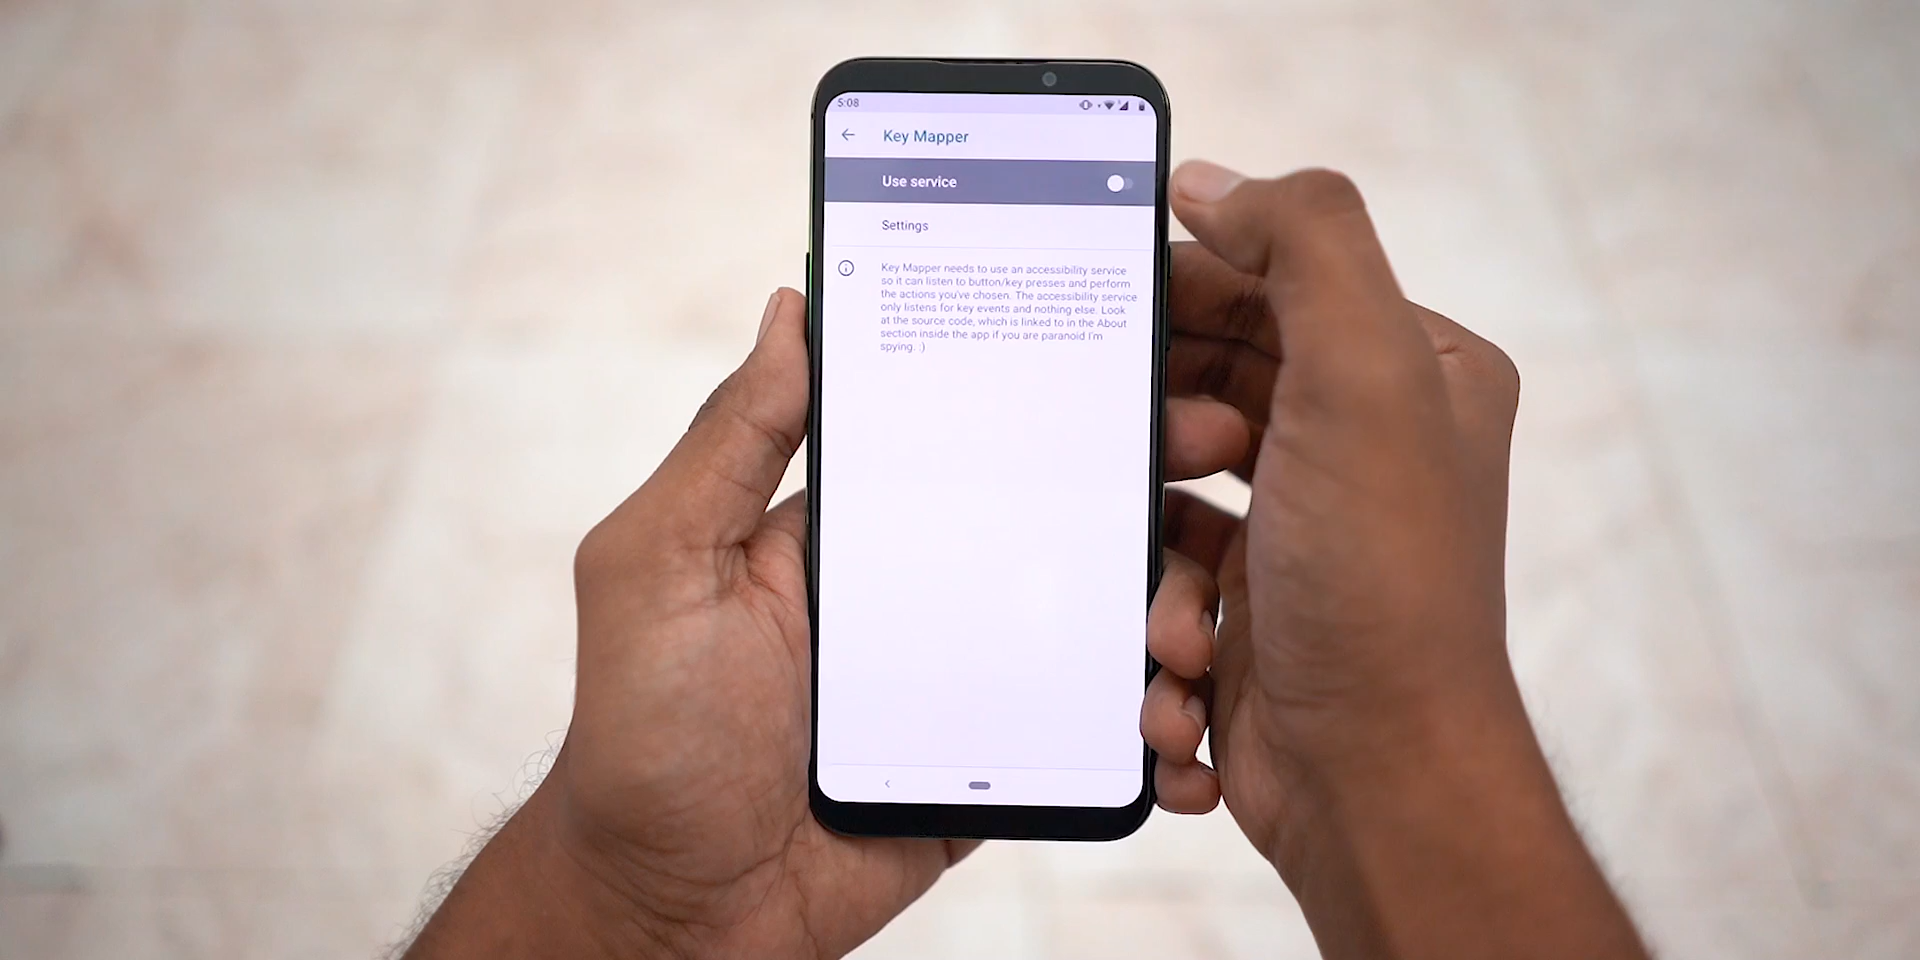 5:08
Key Mapper
Use service
Settings
Key Mapper needs to use an accessibility service
so it can listen to button/key presses and perform
the actions you've chosen. The accessibility service
only listens for key events and nothing else. Look
at the source code, which is linked to in the About
section inside the app if you are paranoid I'm
spying. :)